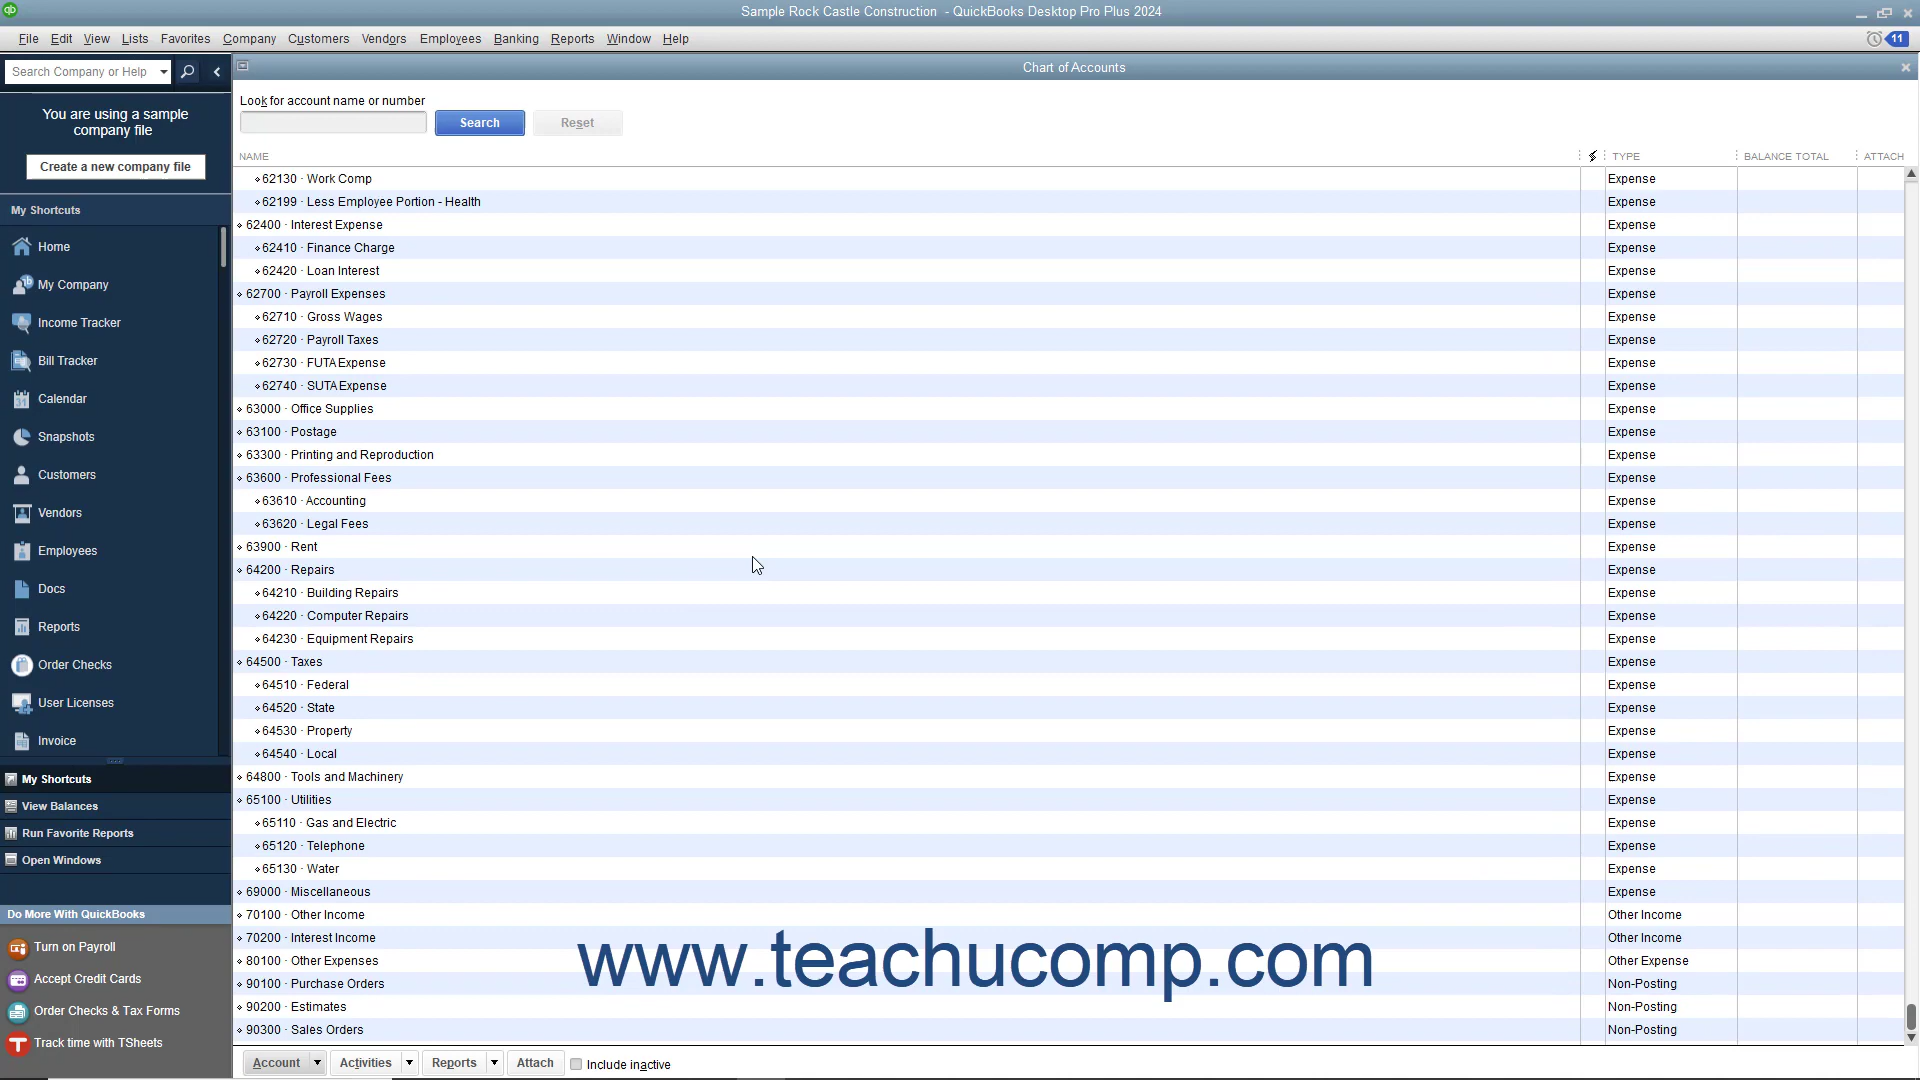 Sample Rock Castle Construction - QuickBooks Desktop Pro Plus 2024
File Edit View Lists Favorites Company Customers Vendors Employees Banking Reports Window Help
11
Search Company or Help
Chart of Accounts
You are using a sample
company file
Create a new company file
My Shortcuts
Home
My Company
Income Tracker
Bill Tracker
Calendar
Snapshots
Customers
Vendors
Employees
Docs
Reports
Order Checks
User Licenses
Invoice
My Shortcuts
View Balances
Run Favorite Reports
Open Windows
Do More With QuickBooks
Turn on Payroll
Accept Credit Cards
Order Checks & Tax Forms
Track time with TSheets
Look for account name or number
Search Reset
NAME TYPE BALANCE TOTAL ATTACH
62130 · Work Comp Expense
62199 · Less Employee Portion - Health Expense
62400 · Interest Expense Expense
62410 · Finance Charge Expense
62420 · Loan Interest Expense
62700 · Payroll Expenses Expense
62710 · Gross Wages Expense
62720 · Payroll Taxes Expense
62730 · FUTA Expense Expense
62740 · SUTA Expense Expense
63000 · Office Supplies Expense
63100 · Postage Expense
63300 · Printing and Reproduction Expense
63600 · Professional Fees Expense
63610 · Accounting Expense
63620 · Legal Fees Expense
63900 · Rent Expense
64200 · Repairs Expense
64210 · Building Repairs Expense
64220 · Computer Repairs Expense
64230 · Equipment Repairs Expense
64500 · Taxes Expense
64510 · Federal Expense
64520 · State Expense
64530 · Property Expense
64540 · Local Expense
64800 · Tools and Machinery Expense
65100 · Utilities Expense
65110 · Gas and Electric Expense
65120 · Telephone Expense
65130 · Water Expense
69000 · Miscellaneous Expense
70100 · Other Income Other Income
70200 · Interest Income Other Income
80100 · Other Expenses Other Expense
90100 · Purchase Orders Non-Posting
90200 · Estimates Non-Posting
90300 · Sales Orders Non-Posting
www.teachucomp.com
Account Activities Reports Attach Include inactive